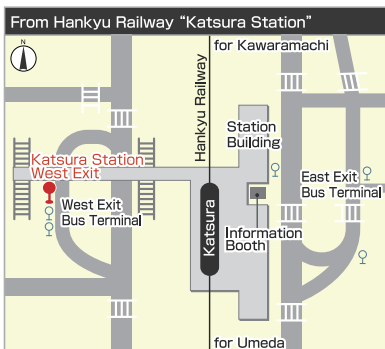 From Hankyu Railway “Katsura Station”
N
for Kawaramachi
Hankyu Railway
Station
Building
Katsura Station
West Exit
East Exit
Bus Terminal
West Exit
Bus Terminal
Katsura
Information
Booth
for Umeda